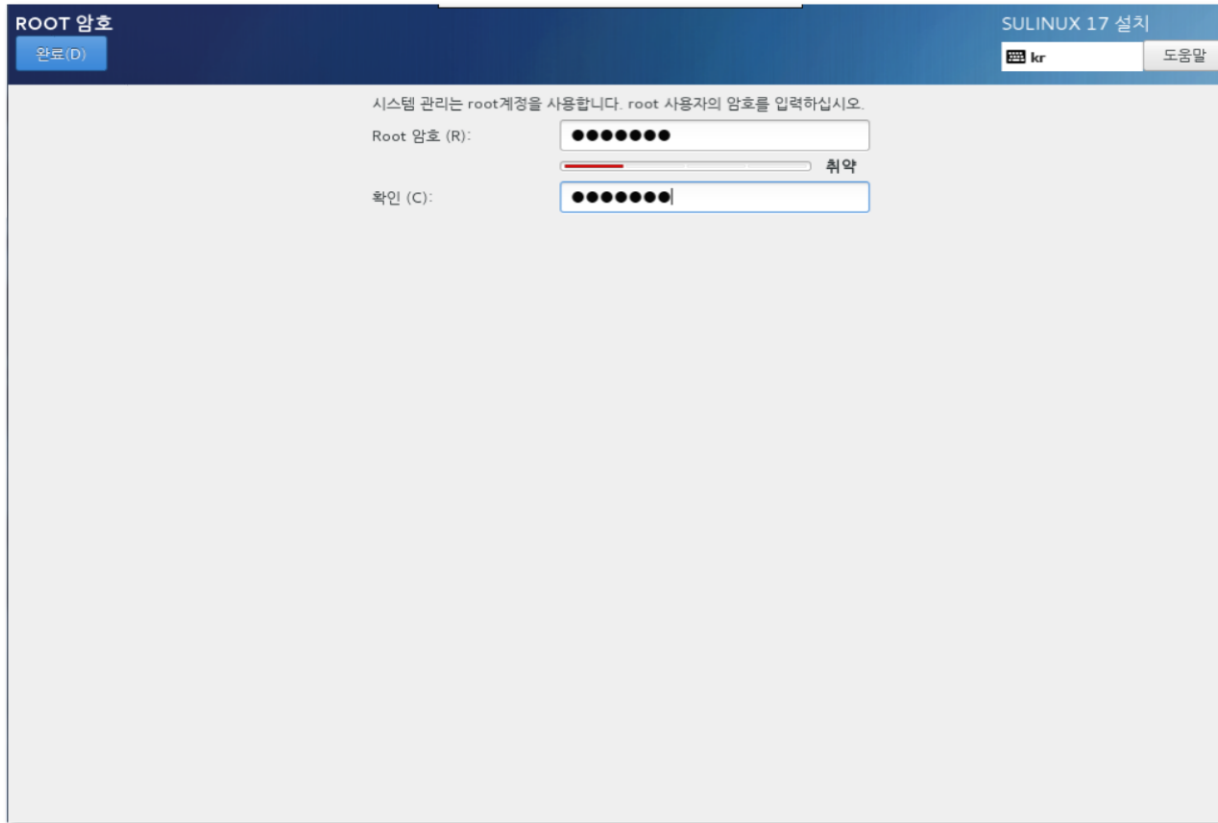 ROOT 암호
SULINUX 17 설치
완료(D)
kr
도움말
시스템 관리는 root계정을 사용합니다. root 사용자의 암호를 입력하십시오.
Root 암호 (R):
●●●●●●●
취약
확인 (C):
●●●●●●●